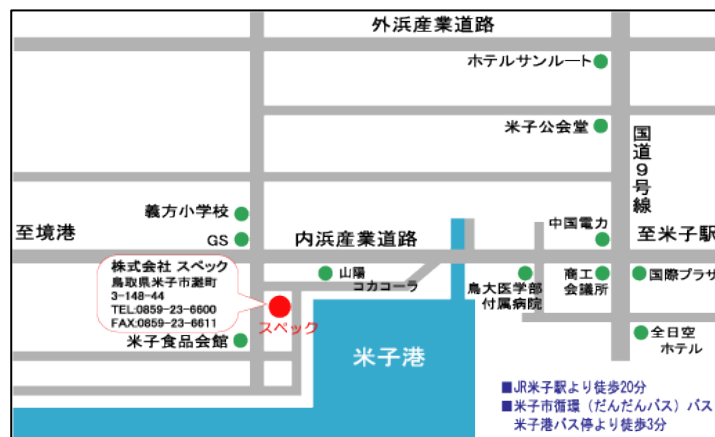 外浜産業道路
ホテルサンルート
米子公会堂
国道9号線
義方小学校
中国電力
至境港
GS
内浜産業道路
至米子駅
株式会社 スペック
鳥取県米子市灘町
3-148-44
TEL:0859-23-6600
FAX:0859-23-6611
山陽
コカコーラ
鳥大医学部
付属病院
商工
会議所
国際プラザ
スペック
米子食品会館
米子港
全日空
ホテル
■JR米子駅より徒歩20分
■米子市循環（だんだんバス）バス
米子港バス停より徒歩3分